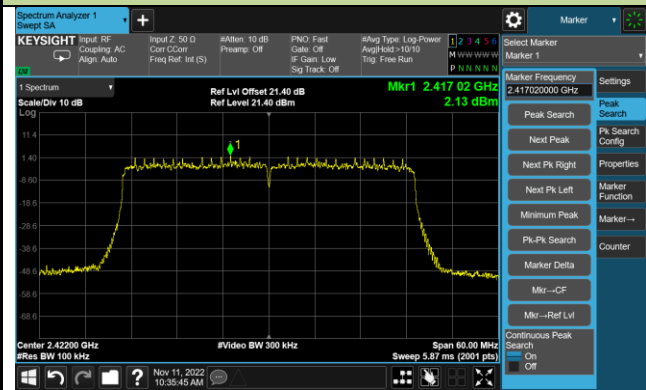 Spectrum Analyzer 1
Swept SA
+
Marker
KEYSIGHT
Input: RF
Coupling: AC
Align: Auto
Input Z: 50 Ω
Corr CCorr
Freq Ref: Int (S)
#Atten: 10 dB
Preamp: Off
PNO: Fast
Gate: Off
IF Gain: Low
Sig Track: Off
#Avg Type: Log-Power
Avg|Hold:>10/10
Trig: Free Run
1 2 3 4 5 6
M W W W W W
P N N N N N
Select Marker
Marker 1
1 Spectrum
Scale/Div 10 dB
Log
Ref Lvl Offset 21.40 dB
Ref Level 21.40 dBm
Mkr1 2.417 02 GHz
2.13 dBm
11.4
1.40
-8.60
-18.6
-28.6
-38.6
-48.6
-58.6
-68.6
1
Center 2.42200 GHz
#Res BW 100 kHz
#Video BW 300 kHz
Span 60.00 MHz
Sweep 5.87 ms (2001 pts)
Marker Frequency
2.417020000 GHz
Peak Search
Next Peak
Next Pk Right
Next Pk Left
Minimum Peak
Pk-Pk Search
Marker Delta
Mkr→CF
Mkr→Ref Lvl
Continuous Peak
Search
On
Off
Settings
Peak
Search
Pk Search
Config
Properties
Marker
Function
Marker→
Counter
?
Nov 11, 2022
10:35:45 AM